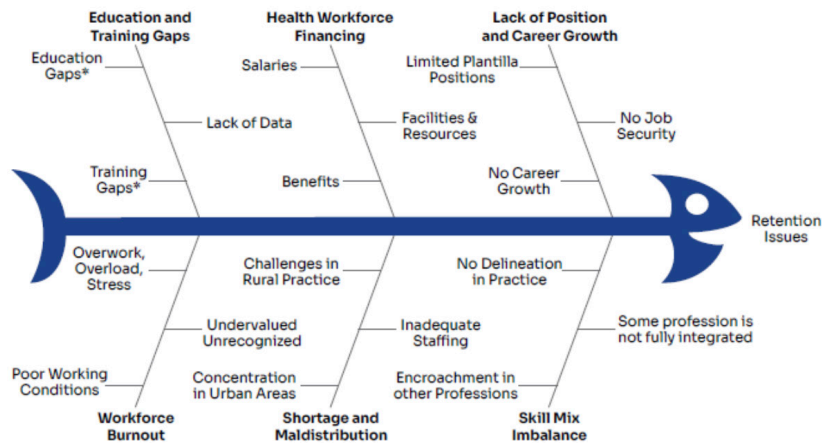 Education and
Training Gaps
Health Workforce
Financing
Lack of Position
and Career Growth
Education
Gaps*
Lack of Data
Training
Gaps*
Salaries
Facilities &
Resources
Benefits
Limited Plantilla
Positions
No Job
Security
No Career
Growth
Retention
Issues
Overwork,
Overload,
Stress
Undervalued
Unrecognized
Poor Working
Conditions
Workforce
Burnout
Challenges in
Rural Practice
Inadequate
Staffing
Concentration
in Urban Areas
Shortage and
Maldistribution
No Delineation
in Practice
Some profession is
not fully integrated
Encroachment in
other Professions
Skill Mix
Imbalance